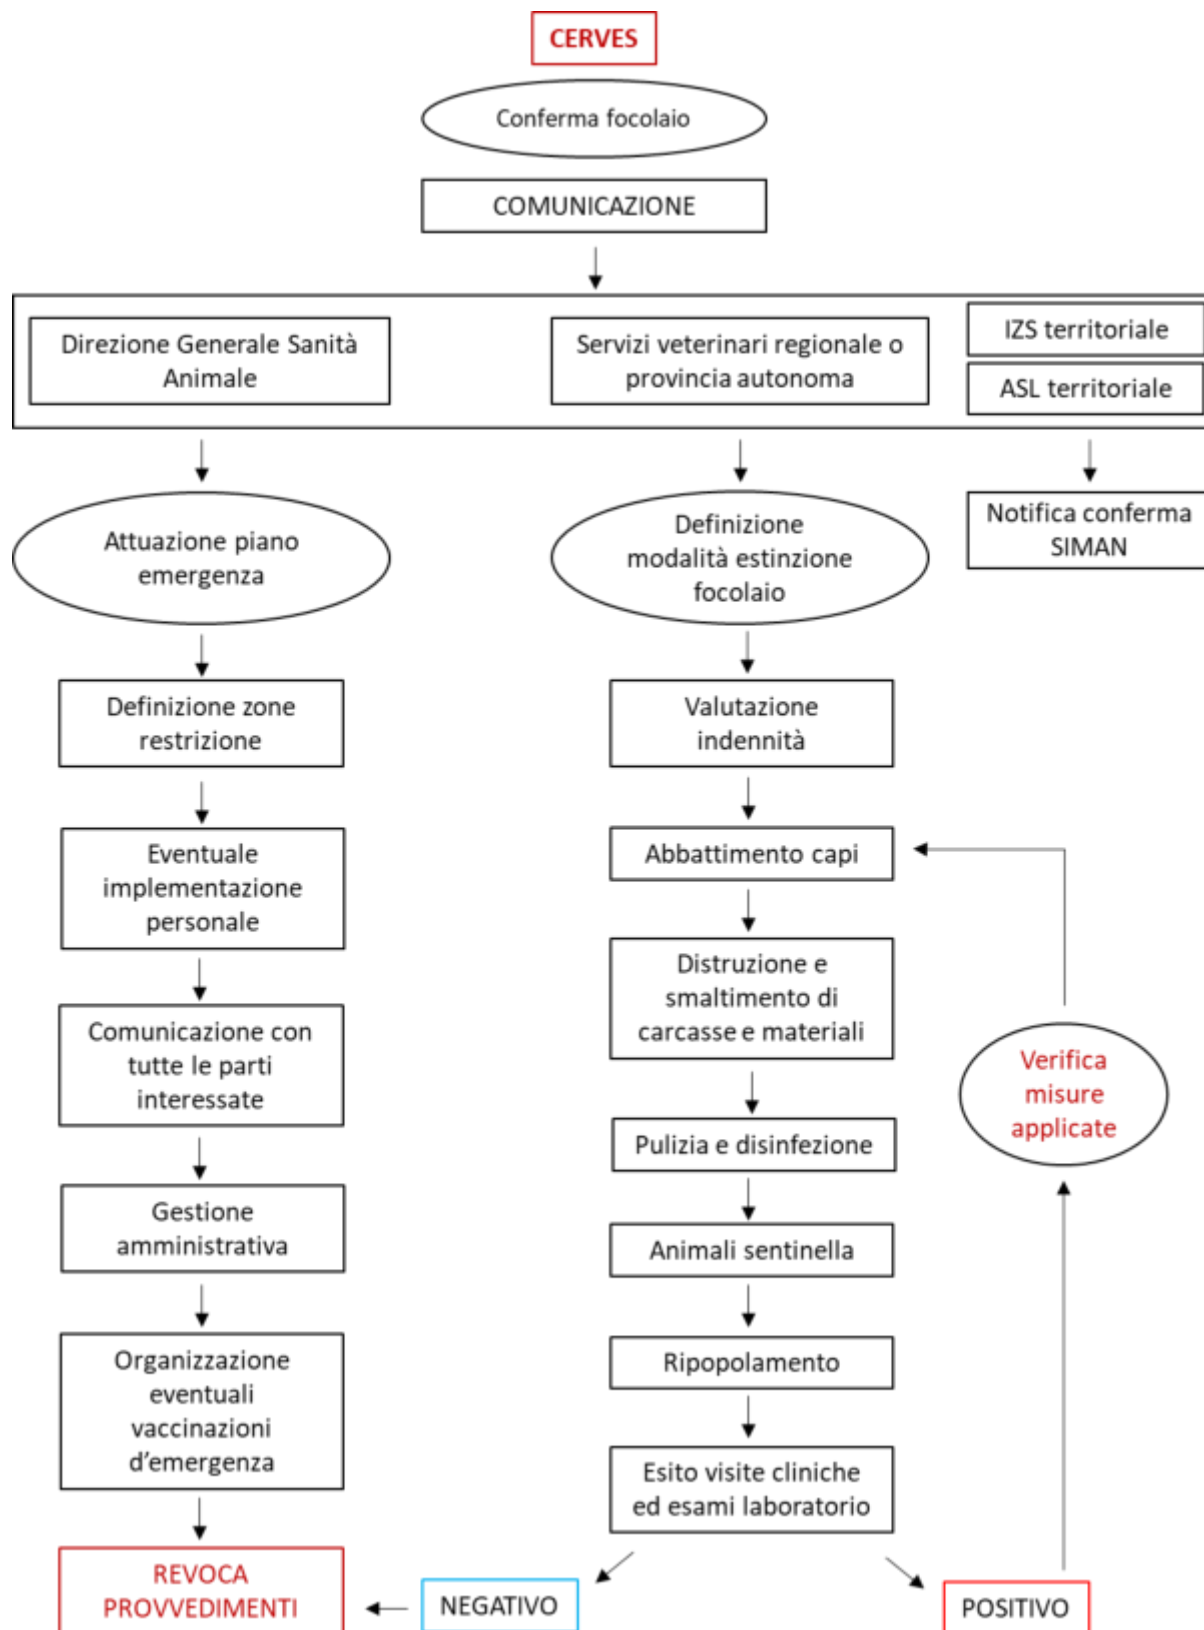 CERVES
Conferma focolaio
COMUNICAZIONE
Direzione Generale Sanità
Animale
Servizi veterinari regionale o
provincia autonoma
IZS territoriale
ASL territoriale
Attuazione piano
emergenza
Definizione
modalità estinzione
focolaio
Notifica conferma
SIMAN
Definizione zone
restrizione
Valutazione
indennità
Eventuale
implementazione
personale
Abbattimento capi
Comunicazione con
tutte le parti
interessate
Distruzione e
smaltimento di
carcasse e materiali
Verifica
misure
applicate
Pulizia e disinfezione
Gestione
amministrativa
Animali sentinella
Organizzazione
eventuali
vaccinazioni
d'emergenza
Ripopolamento
Esito visite cliniche
ed esami laboratorio
REVOCA
PROVVEDIMENTI
NEGATIVO
POSITIVO